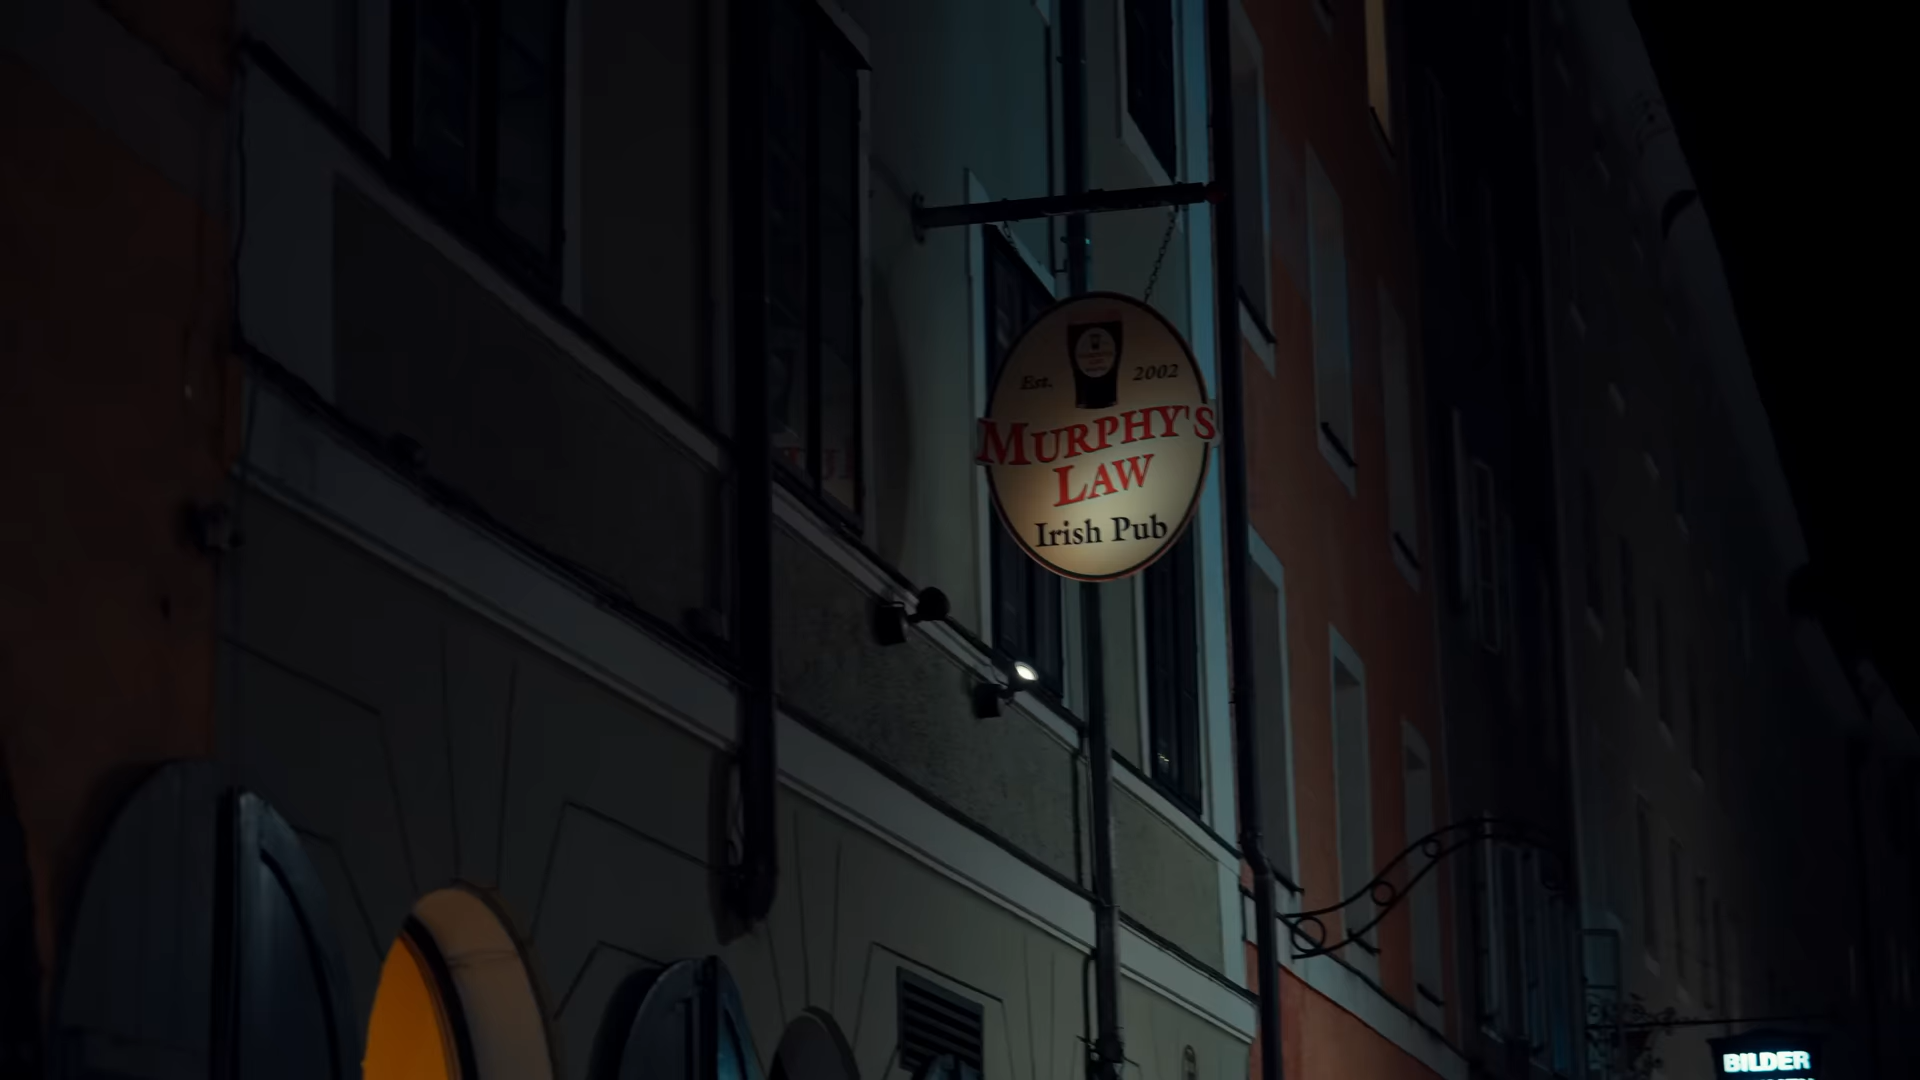 Est. 2002
MURPHY'S
LAW
Irish Pub
BILDER